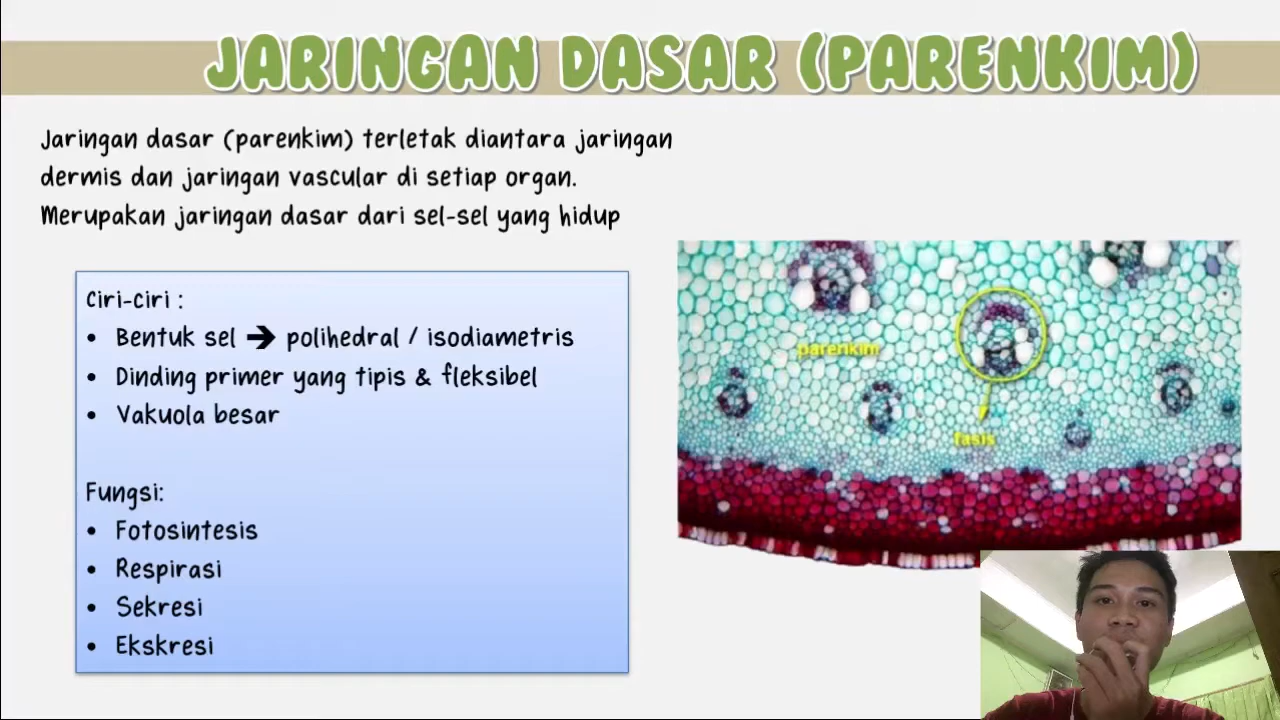 JARINGAN DASAR (PARENKIM)
Jaringan dasar (parenkim) terletak diantara jaringan
dermis dan jaringan vascular di setiap organ.
Merupakan jaringan dasar dari sel-sel yang hidup
Ciri-ciri :
• Bentuk sel ➔ polihedral / isodiametris
• Dinding primer yang tipis & fleksibel
• Vakuola besar
Fungsi:
• Fotosintesis
• Respirasi
• Sekresi
• Ekskresi
parenkim
fasis